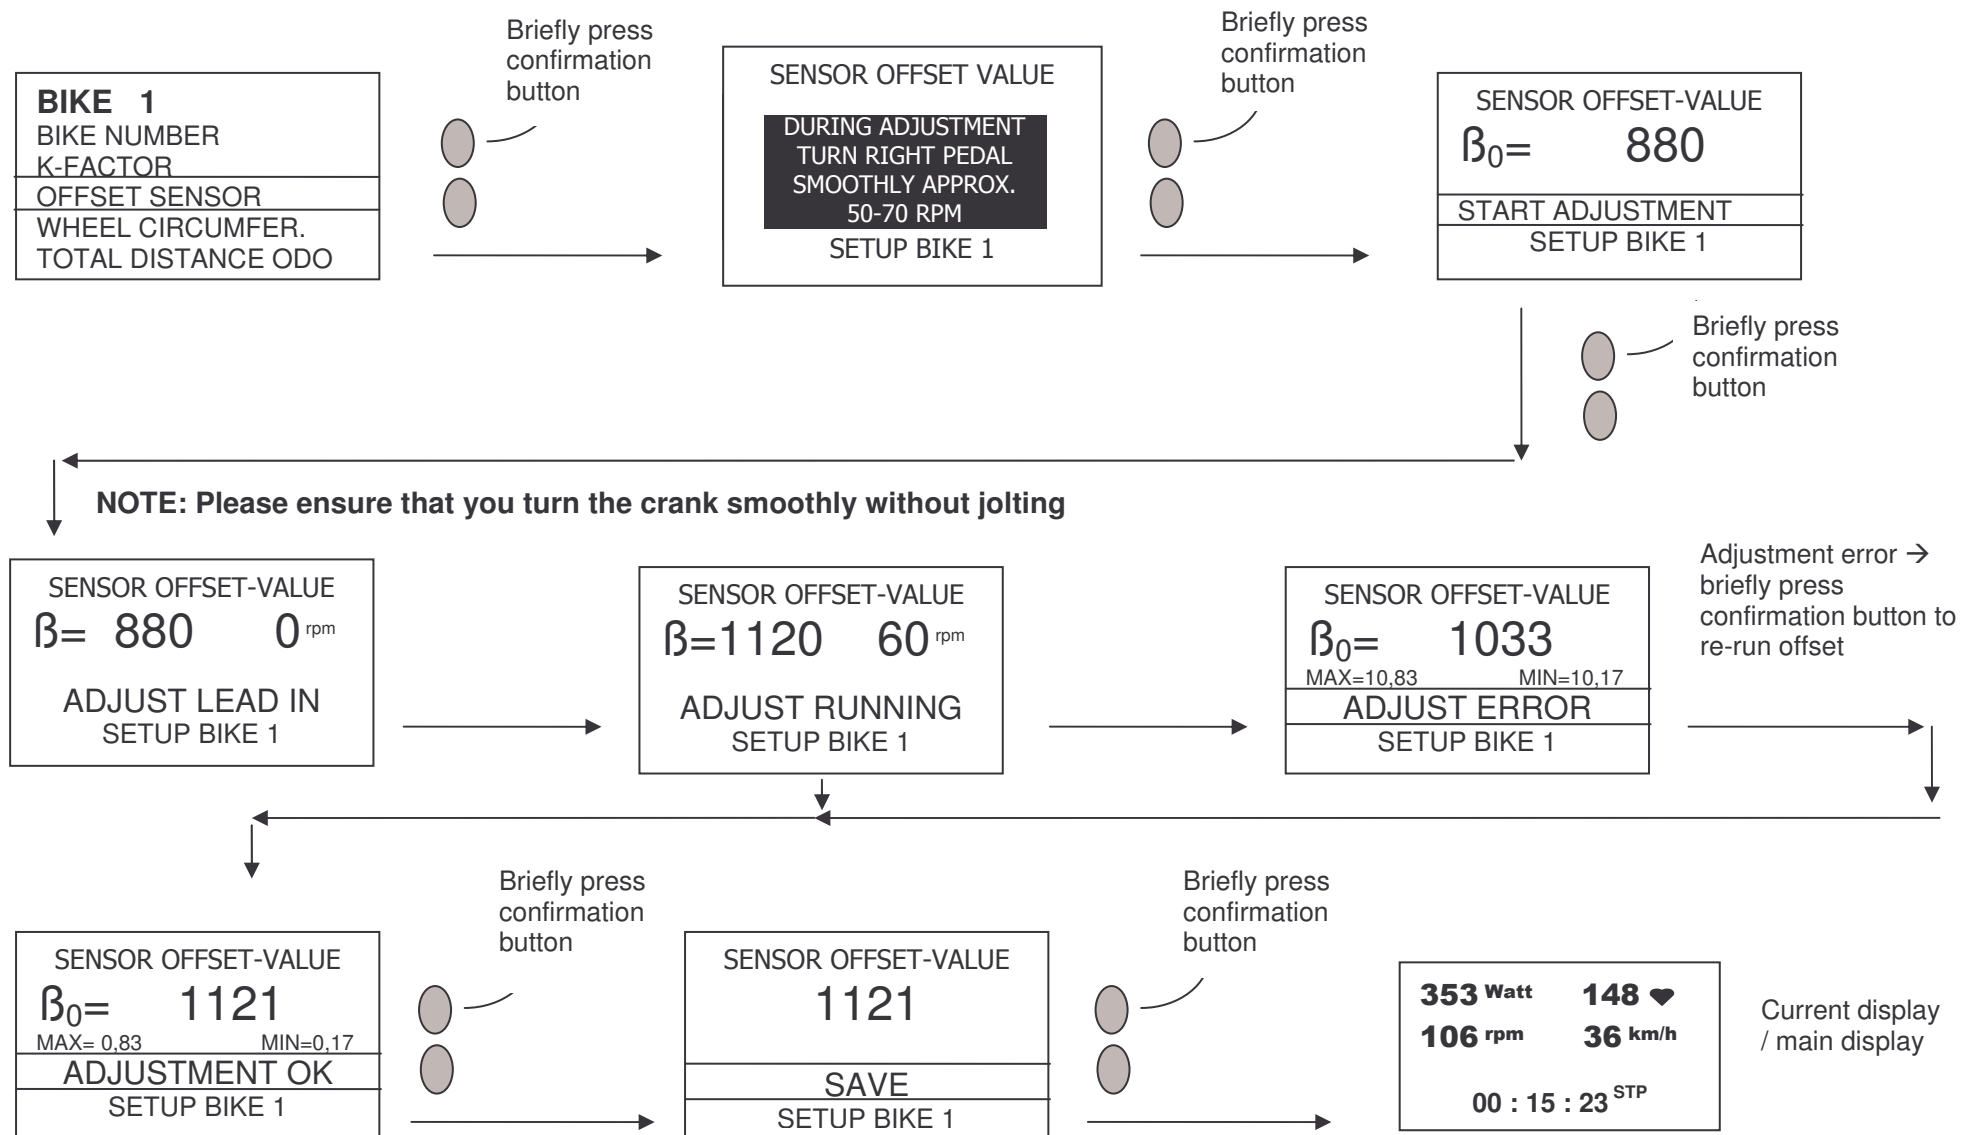 Briefly press
confirmation
button
Briefly press
confirmation
button
BIKE 1
BIKE NUMBER
K-FACTOR
OFFSET SENSOR
WHEEL CIRCUMFER.
TOTAL DISTANCE ODO
SENSOR OFFSET VALUE
DURING ADJUSTMENT
TURN RIGHT PEDAL
SMOOTHLY APPROX.
50-70 RPM
SETUP BIKE 1
SENSOR OFFSET-VALUE
ß₀= 880
START ADJUSTMENT
SETUP BIKE 1
Briefly press
confirmation
button
NOTE: Please ensure that you turn the crank smoothly without jolting
SENSOR OFFSET-VALUE
ß= 880 0 rpm
ADJUST LEAD IN
SETUP BIKE 1
SENSOR OFFSET-VALUE
ß=1120 60 rpm
ADJUST RUNNING
SETUP BIKE 1
SENSOR OFFSET-VALUE
ß₀= 1033
MAX=10,83 MIN=10,17
ADJUST ERROR
SETUP BIKE 1
Adjustment error →
briefly press
confirmation button to
re-run offset
SENSOR OFFSET-VALUE
ß₀= 1121
MAX= 0,83 MIN=0,17
ADJUSTMENT OK
SETUP BIKE 1
Briefly press
confirmation
button
SENSOR OFFSET-VALUE
1121
SAVE
SETUP BIKE 1
Briefly press
confirmation
button
353 Watt 148 ♥
106 rpm 36 km/h
00 : 15 : 23 STP
Current display
/ main display